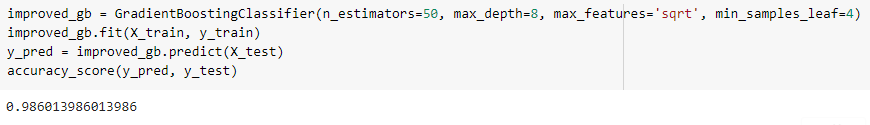 improved_gb = GradientBoostingClassifier(n_estimators=50, max_depth=8, max_features='sqrt', min_samples_leaf=4)
improved_gb.fit(X_train, y_train)
y_pred = improved_gb.predict(X_test)
accuracy_score(y_pred, y_test)
0.986013986013986